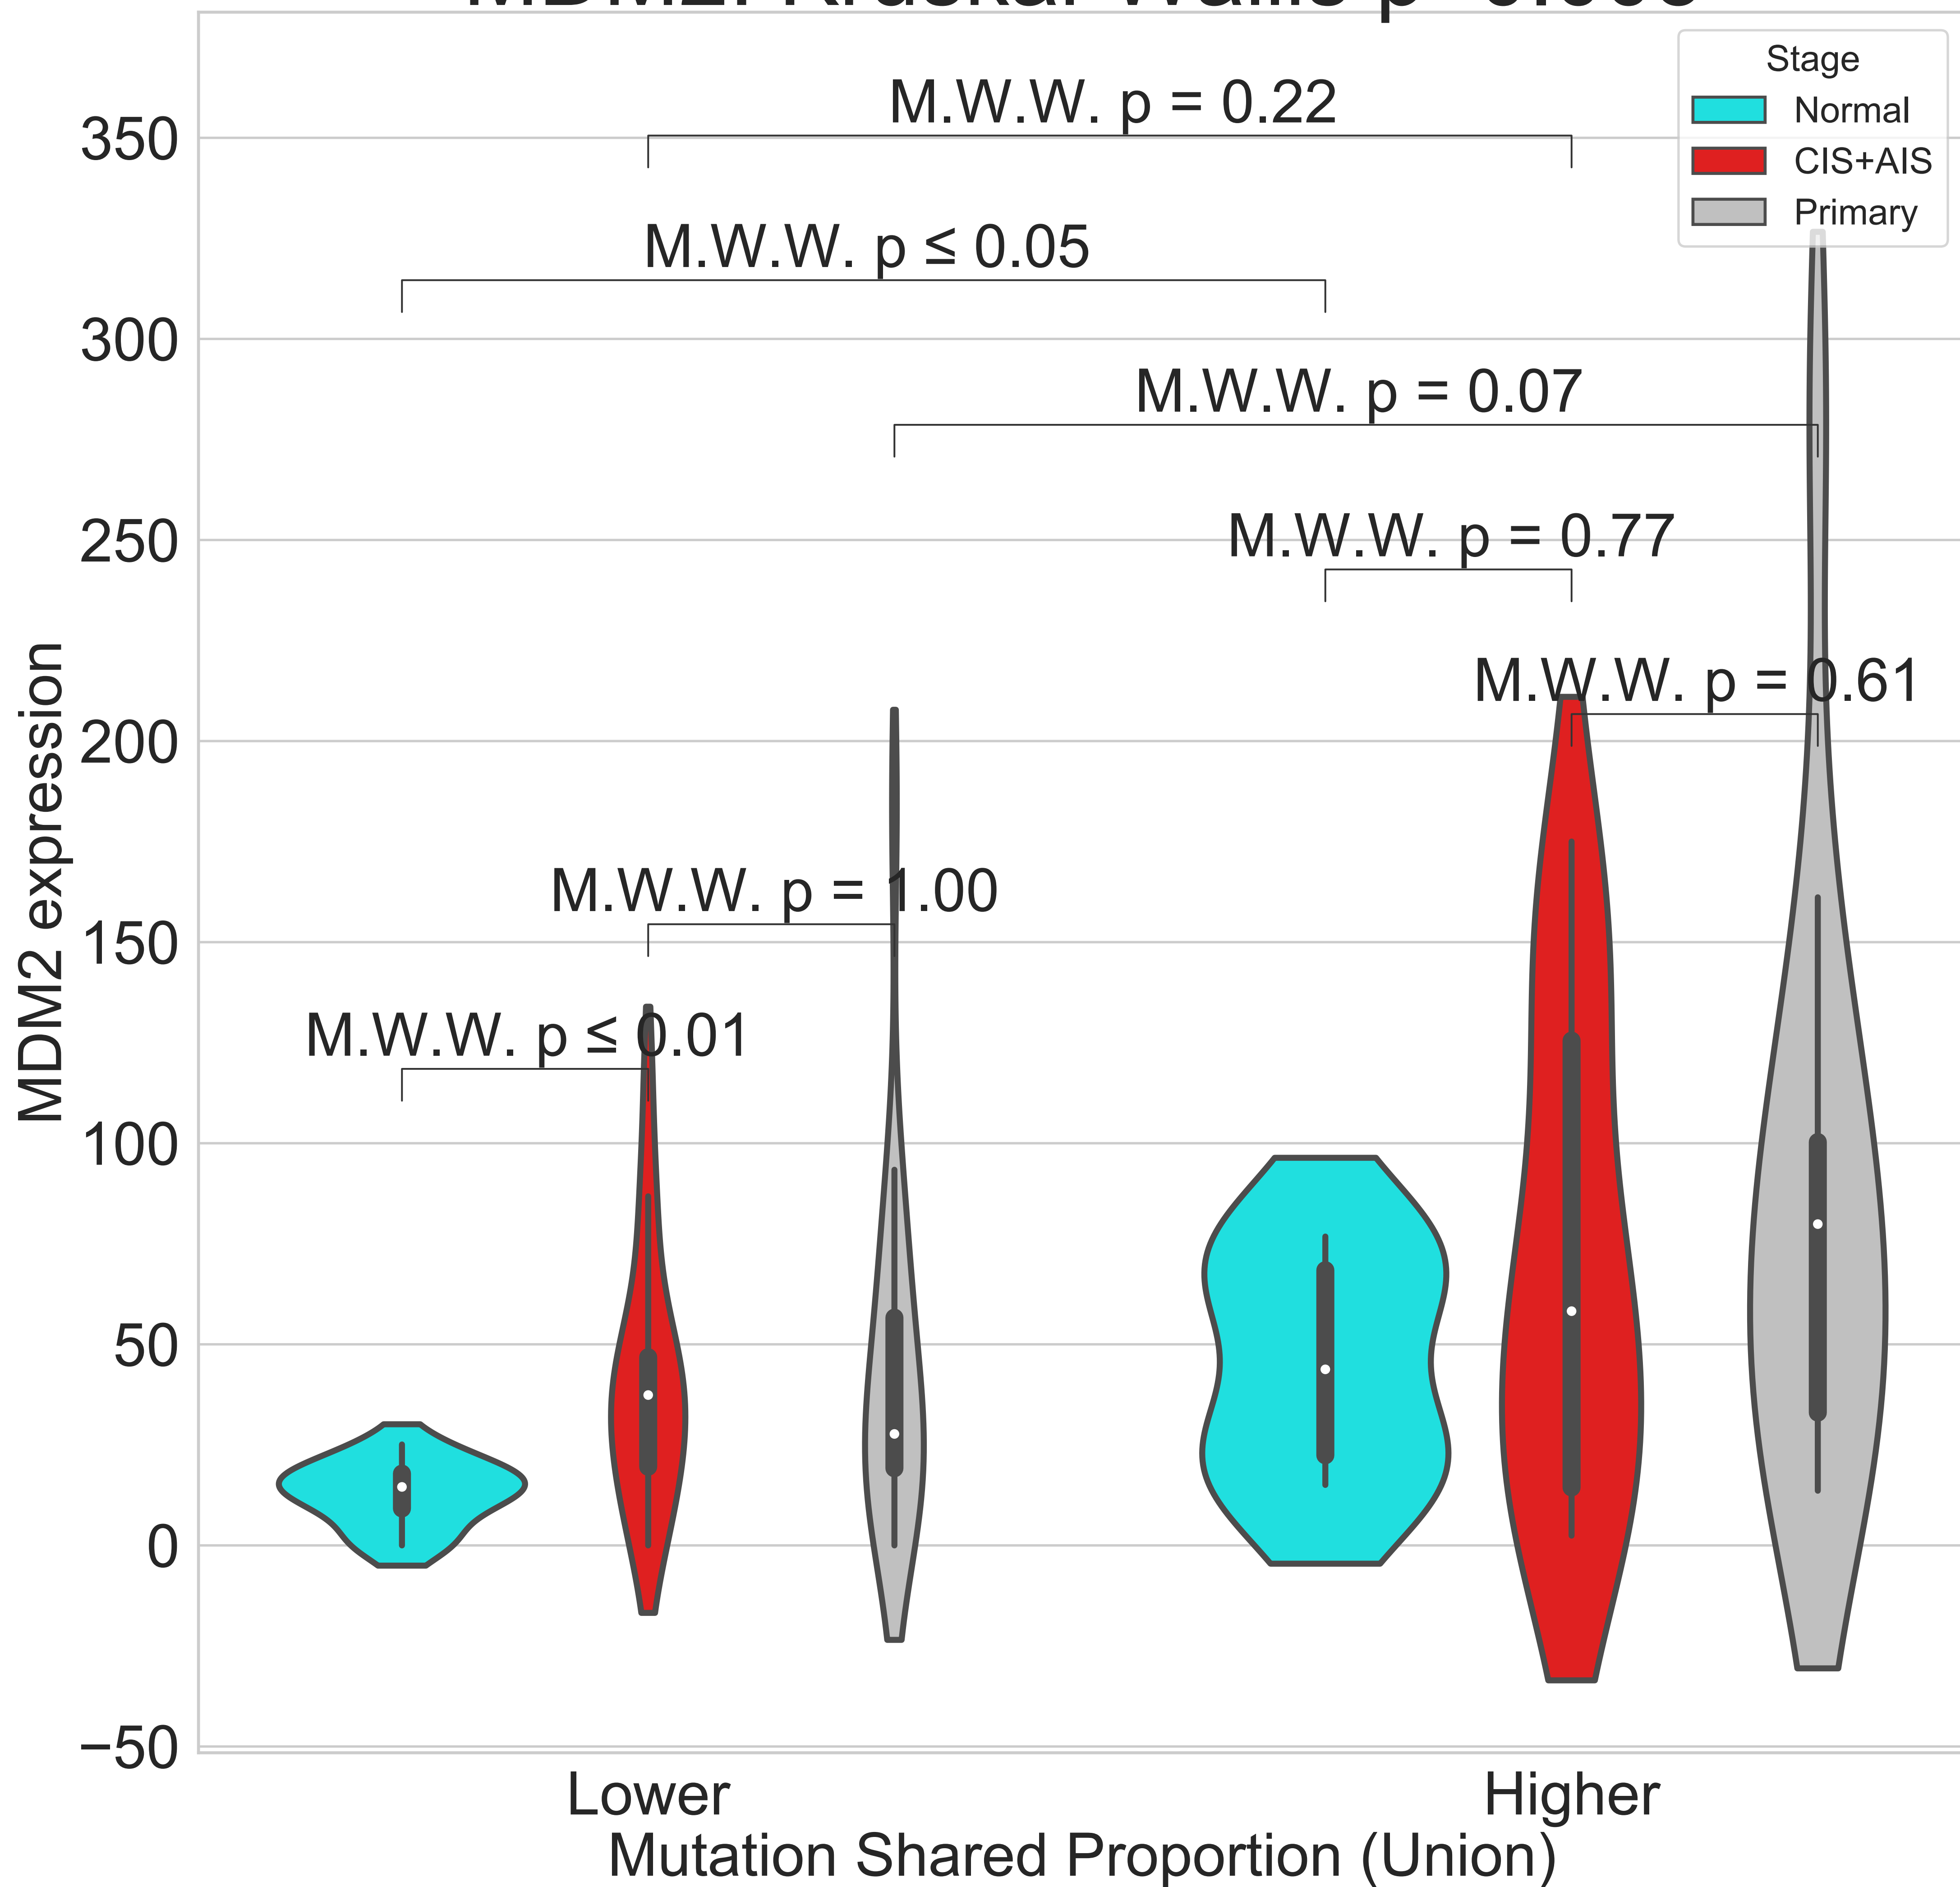 Stage
Normal
CIS+AIS
Primary
M.W.W. p = 0.22
M.W.W. p ≤ 0.05
M.W.W. p = 0.07
M.W.W. p = 0.77
M.W.W. p = 0.61
M.W.W. p = 1.00
M.W.W. p ≤ 0.01
350
300
250
200
150
100
50
0
−50
MDM2 expression
Lower
Higher
Mutation Shared Proportion (Union)